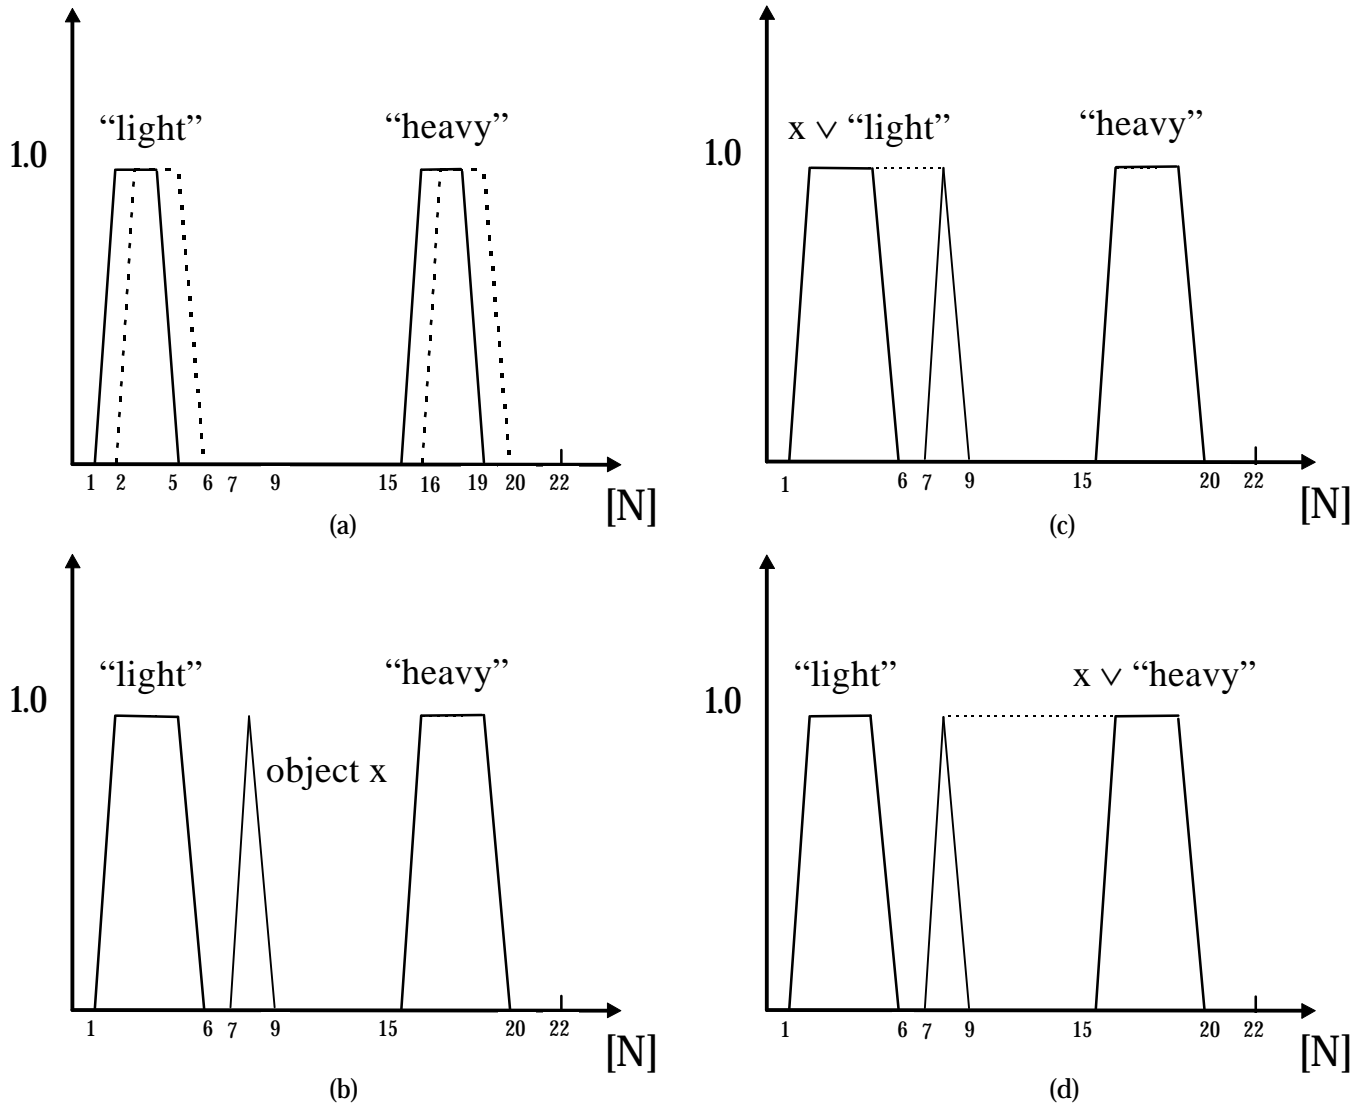 “light” “heavy”
1.0
1 2 5 6 7 9 15 16 19 20 22
[N]
(a)
x ∨ “light” “heavy”
1.0
1 6 7 9 15 20 22
[N]
(c)
“light” “heavy”
1.0
object x
1 6 7 9 15 20 22
[N]
(b)
“light” x ∨ “heavy”
1.0
1 6 7 9 15 20 22
[N]
(d)